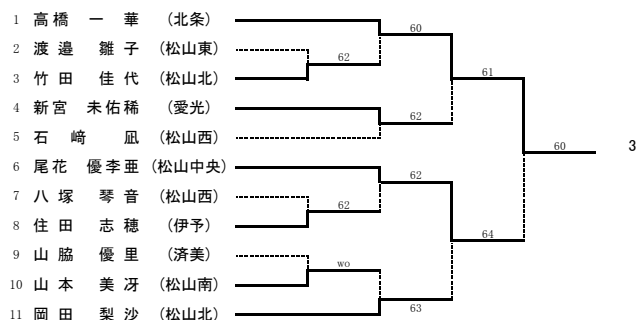 1 高橋 一華 (北条)
60
2 渡邉 雛子 (松山東)
62
3 竹田 佳代 (松山北)
61
4 新宮 未佑稀 (愛光)
62
5 石﨑 凪 (松山西)
60 3
6 尾花 優李亜 (松山中央)
62
7 八塚 琴音 (松山西)
62
8 住田 志穂 (伊予)
64
9 山脇 優里 (済美)
wo
10 山本 美冴 (松山南)
63
11 岡田 梨沙 (松山北)